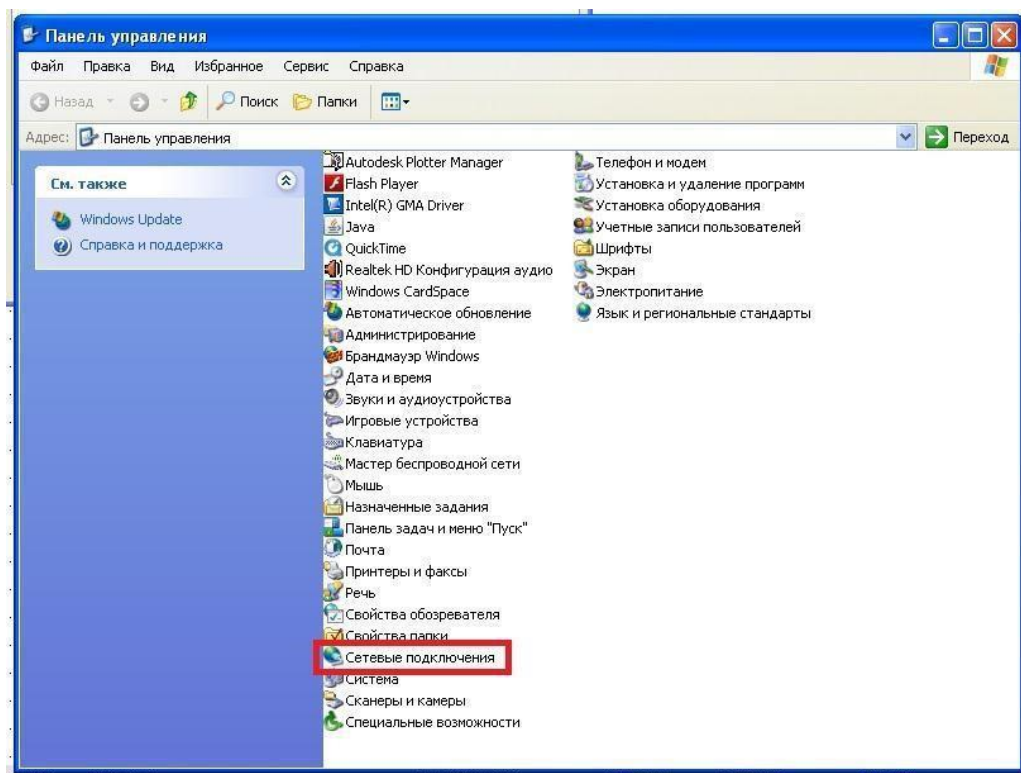 Панель управления
Файл Правка Вид Избранное Сервис Справка
Назад Поиск Папки
Адрес: Панель управления Переход
См. также
Windows Update
Справка и поддержка
Autodesk Plotter Manager
Flash Player
Intel(R) GMA Driver
Java
QuickTime
Realtek HD Конфигурация аудио
Windows CardSpace
Автоматическое обновление
Администрирование
Брандмауэр Windows
Дата и время
Звуки и аудиоустройства
Игровые устройства
Клавиатура
Мастер беспроводной сети
Мышь
Назначенные задания
Панель задач и меню "Пуск"
Почта
Принтеры и факсы
Речь
Свойства обозревателя
Свойства папки
Сетевые подключения
Система
Сканеры и камеры
Специальные возможности
Телефон и модем
Установка и удаление программ
Установка оборудования
Учетные записи пользователей
Шрифты
Экран
Электропитание
Язык и региональные стандарты